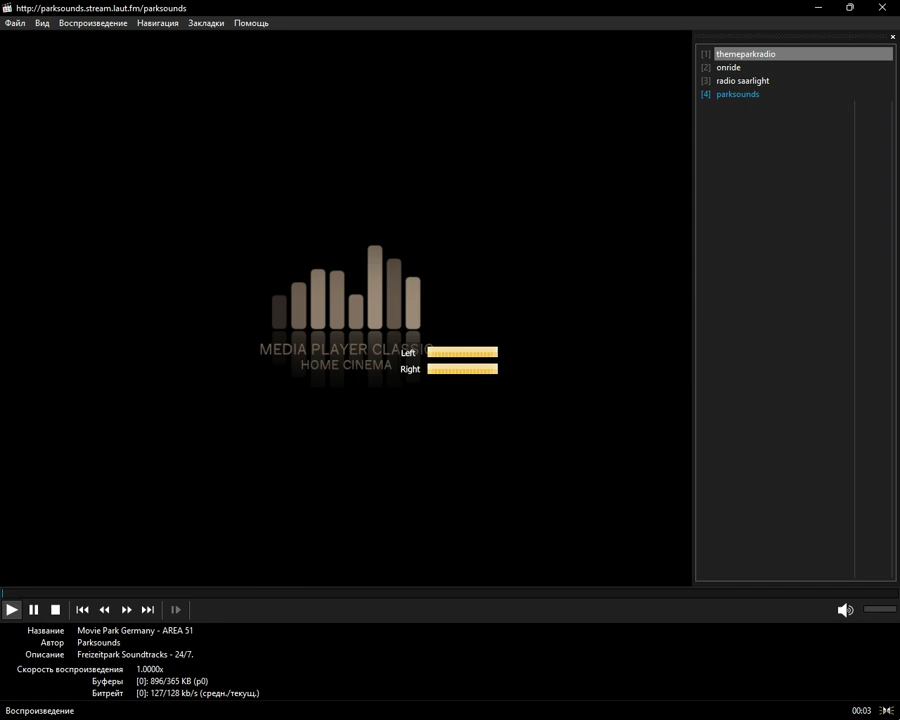 http://parksounds.stream.laut.fm/parksounds
Файл Вид Воспроизведение Навигация Закладки Помощь
[1] themeparkradio
[2] onride
[3] radio saarlight
[4] parksounds
MEDIA PLAYER CLASSIC
HOME CINEMA
Left
Right
Название Movie Park Germany - AREA 51
Автор Parksounds
Описание Freizeitpark Soundtracks - 24/7.
Скорость воспроизведения 1.0000x
Буферы [0]: 896/365 KB (p0)
Битрейт [0]: 127/128 kb/s (средн./текущ.)
Воспроизведение 00:03